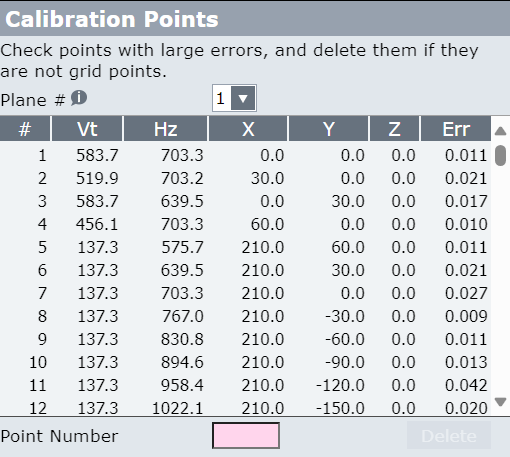 Calibration Points
Check points with large errors, and delete them if they
are not grid points.
Plane # 1
# Vt Hz X Y Z Err
1 583.7 703.3 0.0 0.0 0.0 0.011
2 519.9 703.2 30.0 0.0 0.0 0.021
3 583.7 639.5 0.0 30.0 0.0 0.017
4 456.1 703.3 60.0 0.0 0.0 0.010
5 137.3 575.7 210.0 60.0 0.0 0.011
6 137.3 639.5 210.0 30.0 0.0 0.021
7 137.3 703.3 210.0 0.0 0.0 0.027
8 137.3 767.0 210.0 -30.0 0.0 0.009
9 137.3 830.8 210.0 -60.0 0.0 0.011
10 137.3 894.6 210.0 -90.0 0.0 0.013
11 137.3 958.4 210.0 -120.0 0.0 0.042
12 137.3 1022.1 210.0 -150.0 0.0 0.020
Point Number Delete